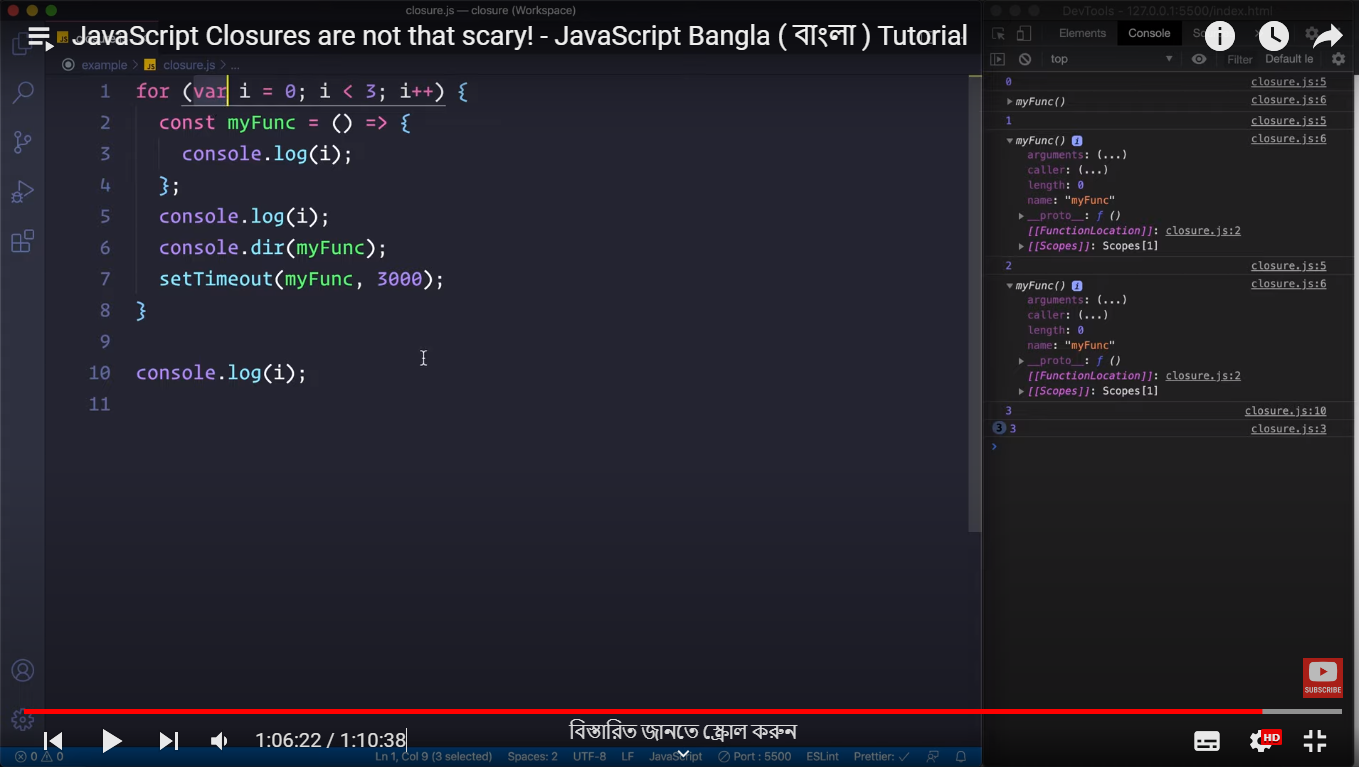 closure.js — closure (Workspace)
JavaScript Closures are not that scary! - JavaScript Bangla ( বাংলা ) Tutorial
example > JS closure.js > ...
1 for (var i = 0; i < 3; i++) {
2 const myFunc = () => {
3 console.log(i);
4 };
5 console.log(i);
6 console.dir(myFunc);
7 setTimeout(myFunc, 3000);
8 }
9
10 console.log(i);
11
DevTools - 127.0.0.1:5500/index.html
Elements Console
top Filter Default le
0 closure.js:5
myFunc() closure.js:6
1 closure.js:5
myFunc() i closure.js:6
arguments: (...)
caller: (...)
length: 0
name: "myFunc"
__proto__: ƒ ()
[[FunctionLocation]]: closure.js:2
[[Scopes]]: Scopes[1]
2 closure.js:5
myFunc() i closure.js:6
arguments: (...)
caller: (...)
length: 0
name: "myFunc"
__proto__: ƒ ()
[[FunctionLocation]]: closure.js:2
[[Scopes]]: Scopes[1]
3 closure.js:10
3 3 closure.js:3
SUBSCRIBE
1:06:22 / 1:10:38
বিস্তারিত জানতে স্ক্রোল করুন
HD
0 0 Ln 1, Col 9 (3 selected) Spaces: 2 UTF-8 LF JavaScript Port : 5500 ESLint Prettier: ✓